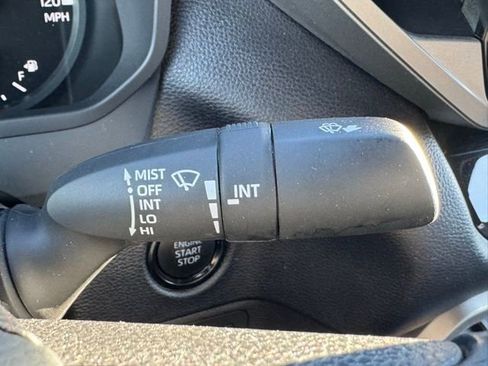 120
MPH
F
MIST
OFF
INT
LO
HI
INT
ENGINE
START
STOP